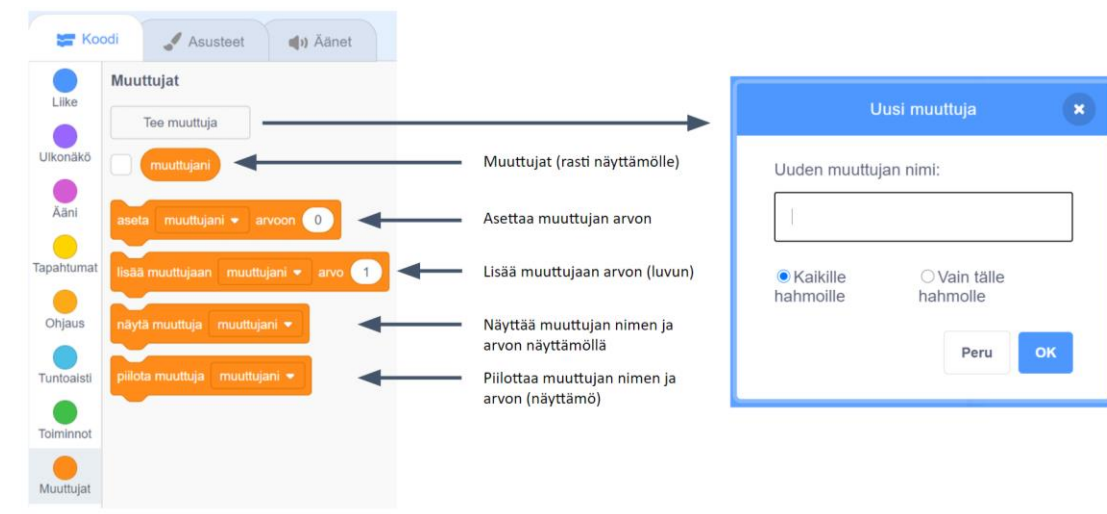 Koodi
Asusteet
Äänet
Liike
Ulkonäkö
Ääni
Tapahtumat
Ohjaus
Tuntoaisti
Toiminnot
Muuttujat
Muuttujat
Tee muuttuja
muuttujani
aseta muuttujani arvoon 0
lisää muuttujaan muuttujani arvo 1
näytä muuttuja muuttujani
piilota muuttuja muuttujani
Muuttujat (rasti näyttämölle)
Asettaa muuttujan arvon
Lisää muuttujaan arvon (luvun)
Näyttää muuttujan nimen ja
arvon näyttämöllä
Piilottaa muuttujan nimen ja
arvon (näyttämö)
Uusi muuttuja
Uuden muuttujan nimi:
Kaikille
hahmoille
Vain tälle
hahmolle
Peru
OK